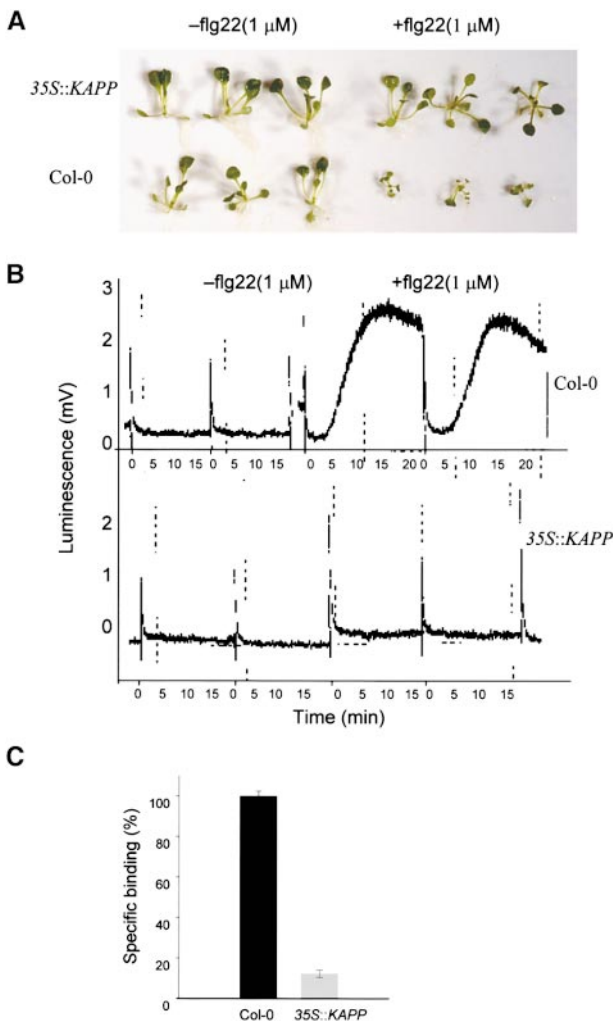 A
–flg22(1 μM) +flg22(1 μM)
35S::KAPP
Col-0
B
–flg22(1 μM) +flg22(1 μM)
3
2
1
0
Col-0
0 5 10 15 0 5 10 15 0 5 10 15 20 0 5 10 15 20
Luminescence (mV)
2
1
0
35S::KAPP
0 5 10 15 0 5 10 15 0 5 10 15 0 5 10 15
Time (min)
C
Specific binding (%)
100
80
60
40
20
0
Col-0 35S::KAPP